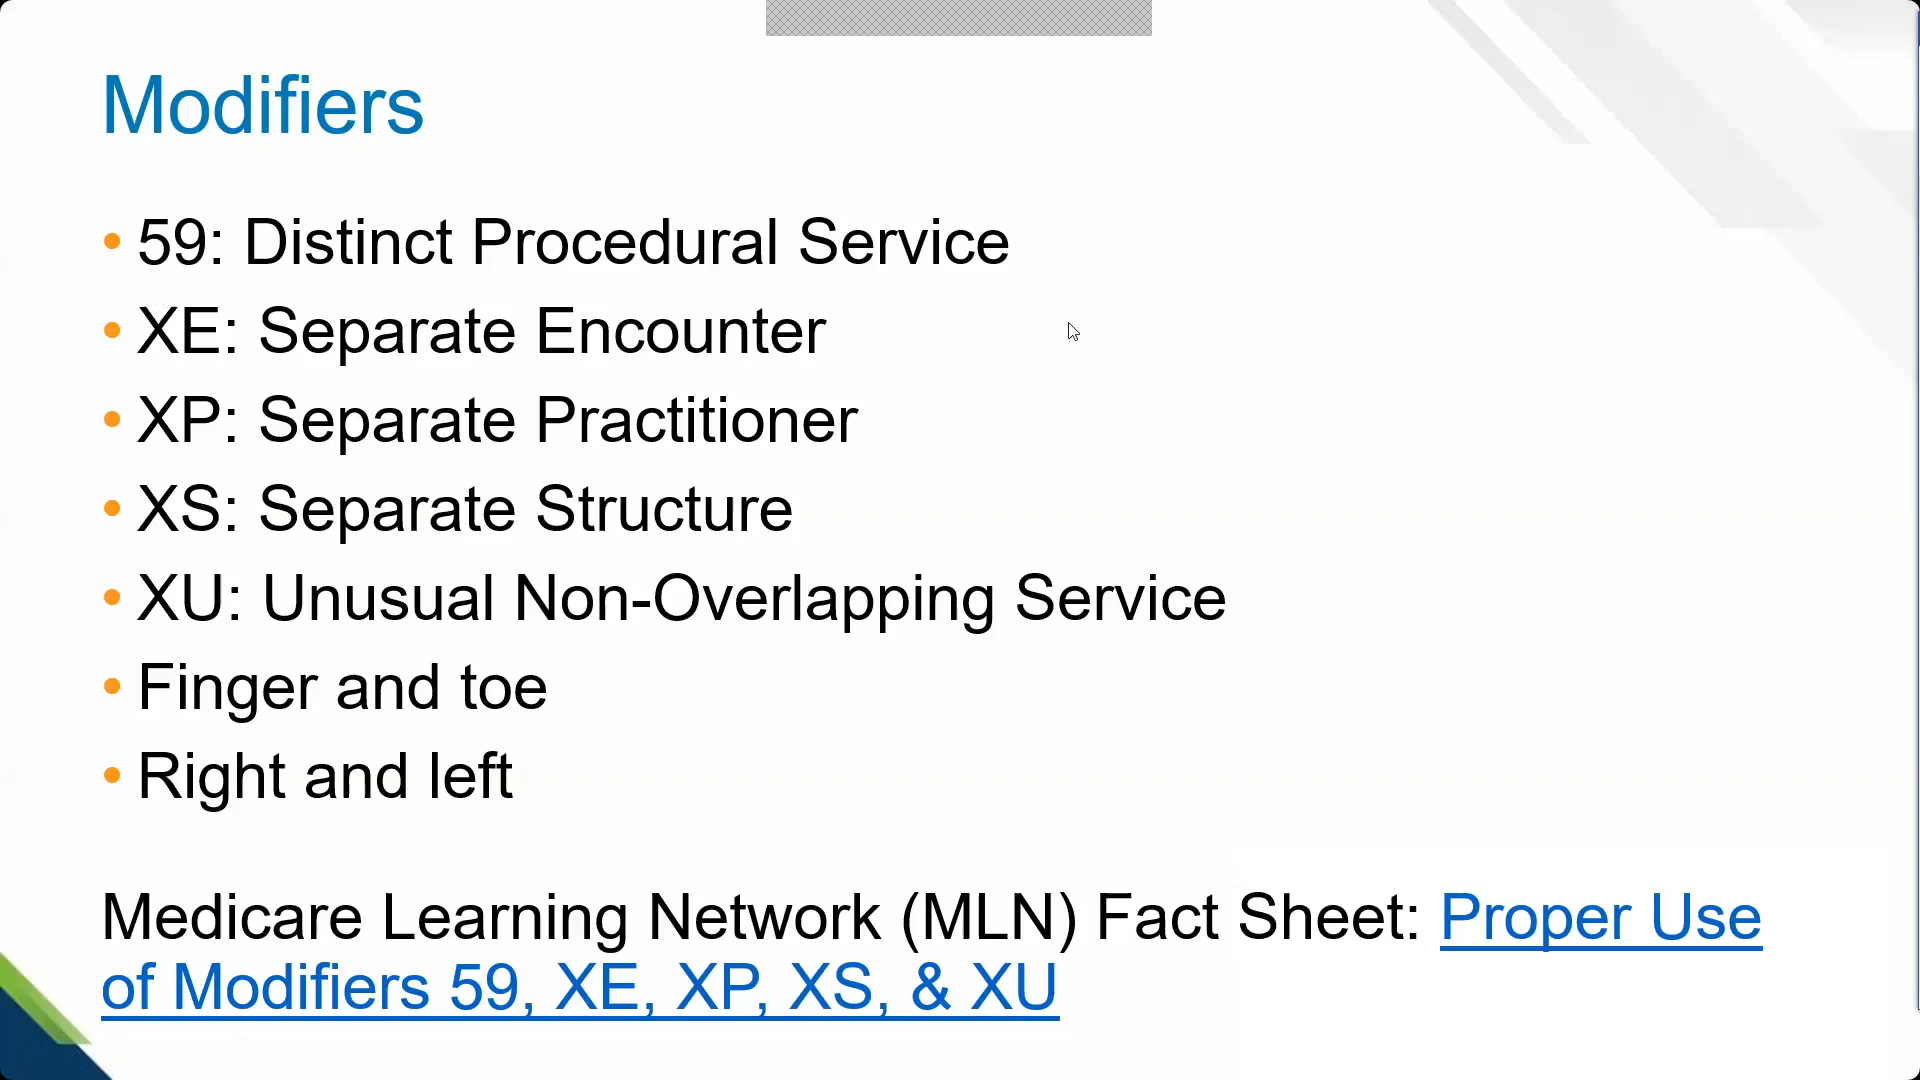 Modifiers
• 59: Distinct Procedural Service
• XE: Separate Encounter
• XP: Separate Practitioner
• XS: Separate Structure
• XU: Unusual Non-Overlapping Service
• Finger and toe
• Right and left
Medicare Learning Network (MLN) Fact Sheet: Proper Use
of Modifiers 59, XE, XP, XS, & XU